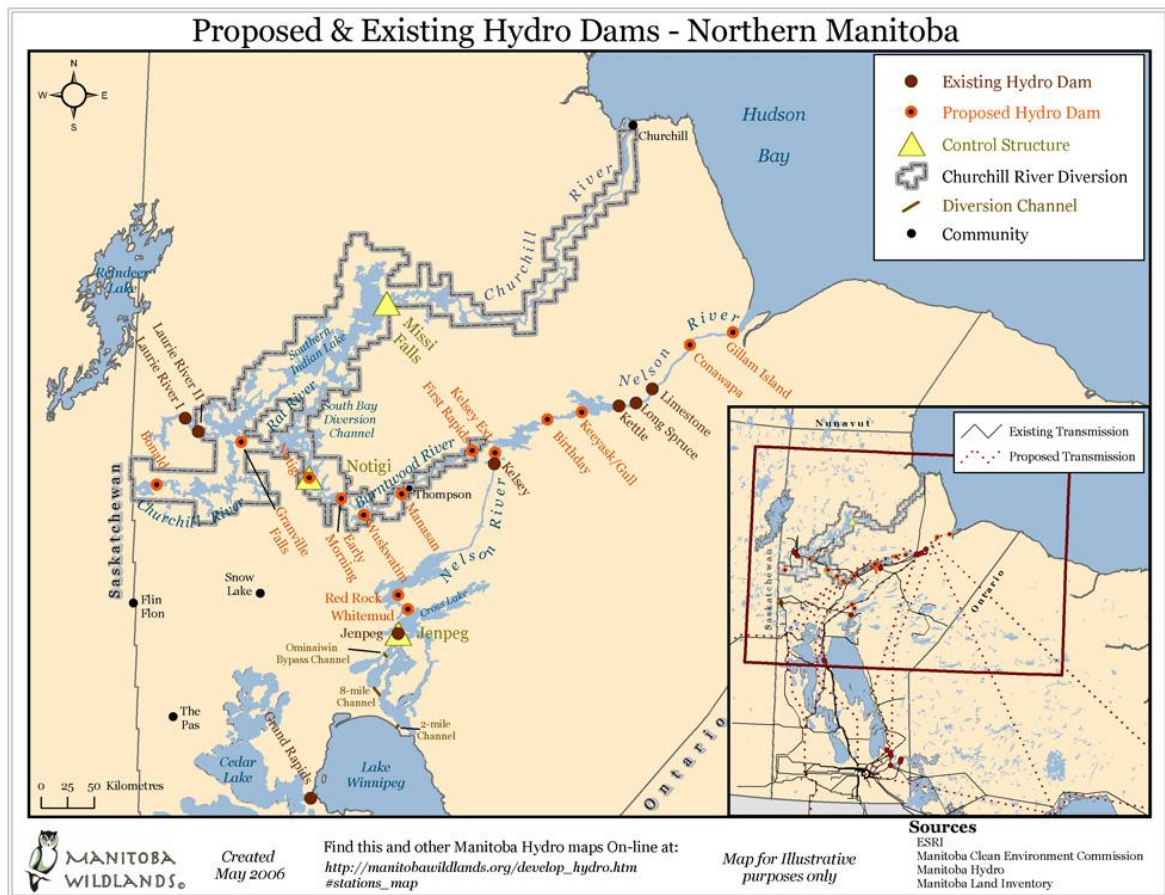 Proposed & Existing Hydro Dams - Northern Manitoba
N
W
E
S
Existing Hydro Dam
Proposed Hydro Dam
Control Structure
Churchill River Diversion
Diversion Channel
Community
Hudson
Bay
Churchill
Churchill River
Reindeer
Lake
Missi
Falls
Southern
Indian Lake
Laurie River II
Laurie River I
Rat River
South Bay
Diversion
Channel
Nelson River
Gillam Island
Conawapa
Limestone
Long Spruce
Kettle
Keeyask/Gull
Birthday
Kelsey Ext
First Rapids
Kelsey
Bonald
Notigi
Notigi
Burntwood River
Thompson
Manasan
Wuskwatim
Early
Morning
Granville
Falls
Churchil River
Nelson River
Saskatchewan
Snow
Lake
Flin
Flon
Red Rock
Whitemud
Cross Lake
Jenpeg
Jenpeg
Ominaiwin
Bypass Channel
8-mile
Channel
2-mile
Channel
The
Pas
Grand Rapids
Cedar
Lake
Lake
Winnipeg
Ontario
0 25 50 Kilometres
Existing Transmission
Proposed Transmission
Nunavut
Saskatchewan
Ontario
MANITOBA
WILDLANDS
Created
May 2006
Find this and other Manitoba Hydro maps On-line at:
http://manitobawildlands.org/develop_hydro.htm
#stations_map
Map for Illustrative
purposes only
Sources
ESRI
Manitoba Clean Environment Commission
Manitoba Hydro
Manitoba Land Inventory